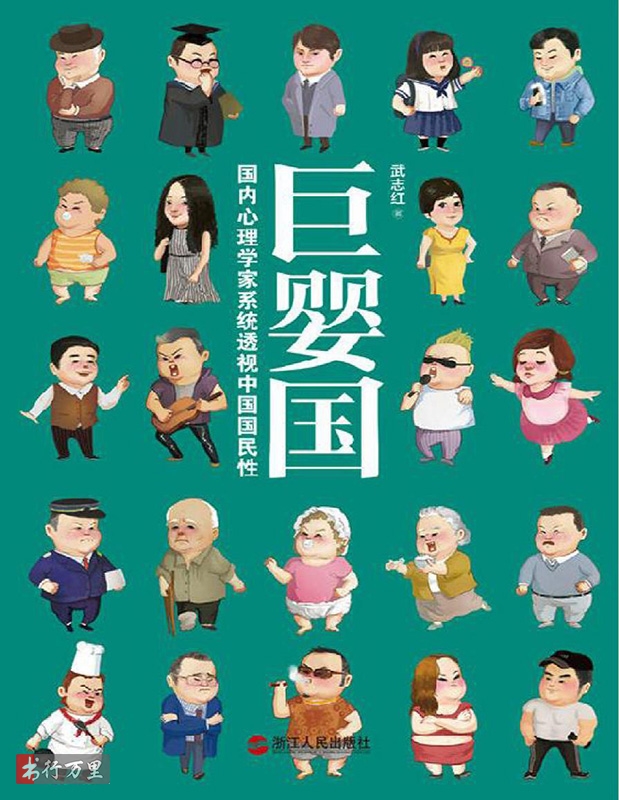 巨婴国
国内心理学家系统透视中国国民性
武志红 著
浙江人民出版社
书行万里